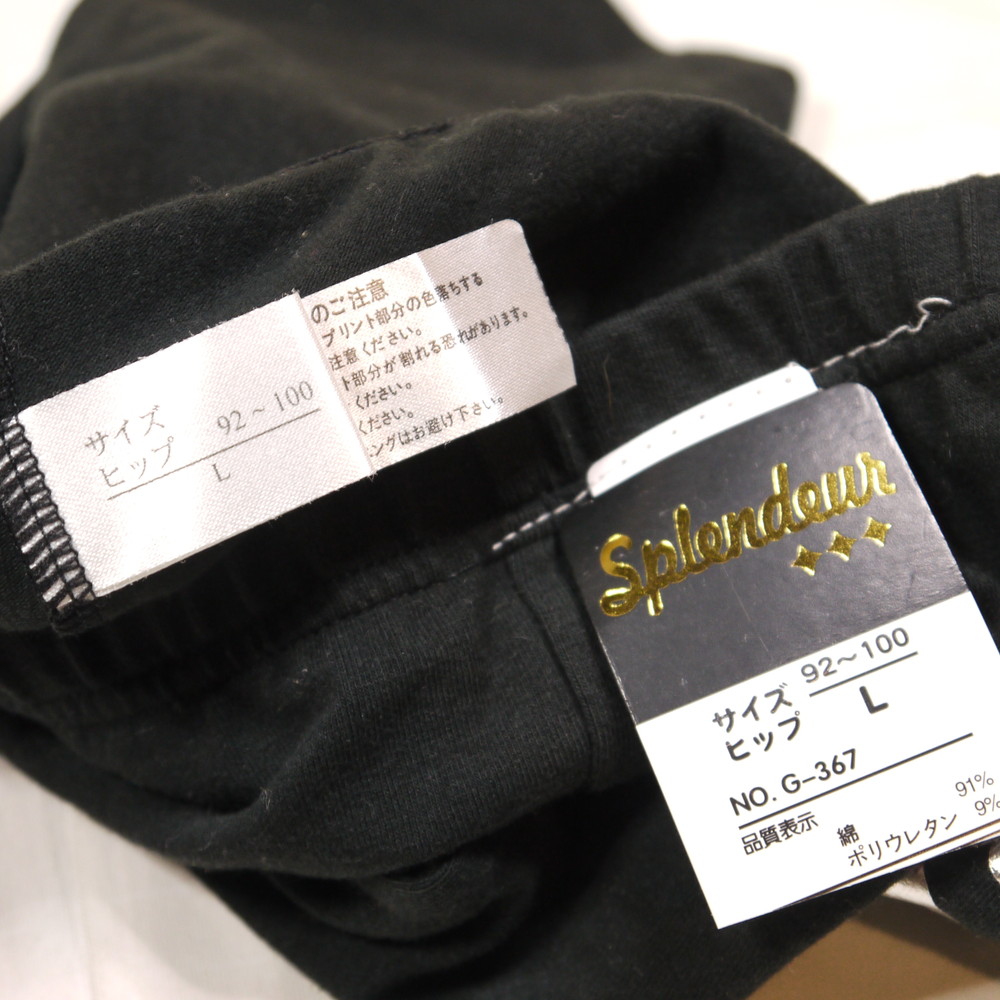 サイズ
ヒップ 92～100
L
のご注意
プリント部分の色落ちする
注意ください。
ト部分が割れる恐れがあります。
ください。
ください。
ングはお避け下さい。
Splendeur
サイズ 92～100
ヒップ L
NO. G-367
品質表示 綿 91%
ポリウレタン 9%